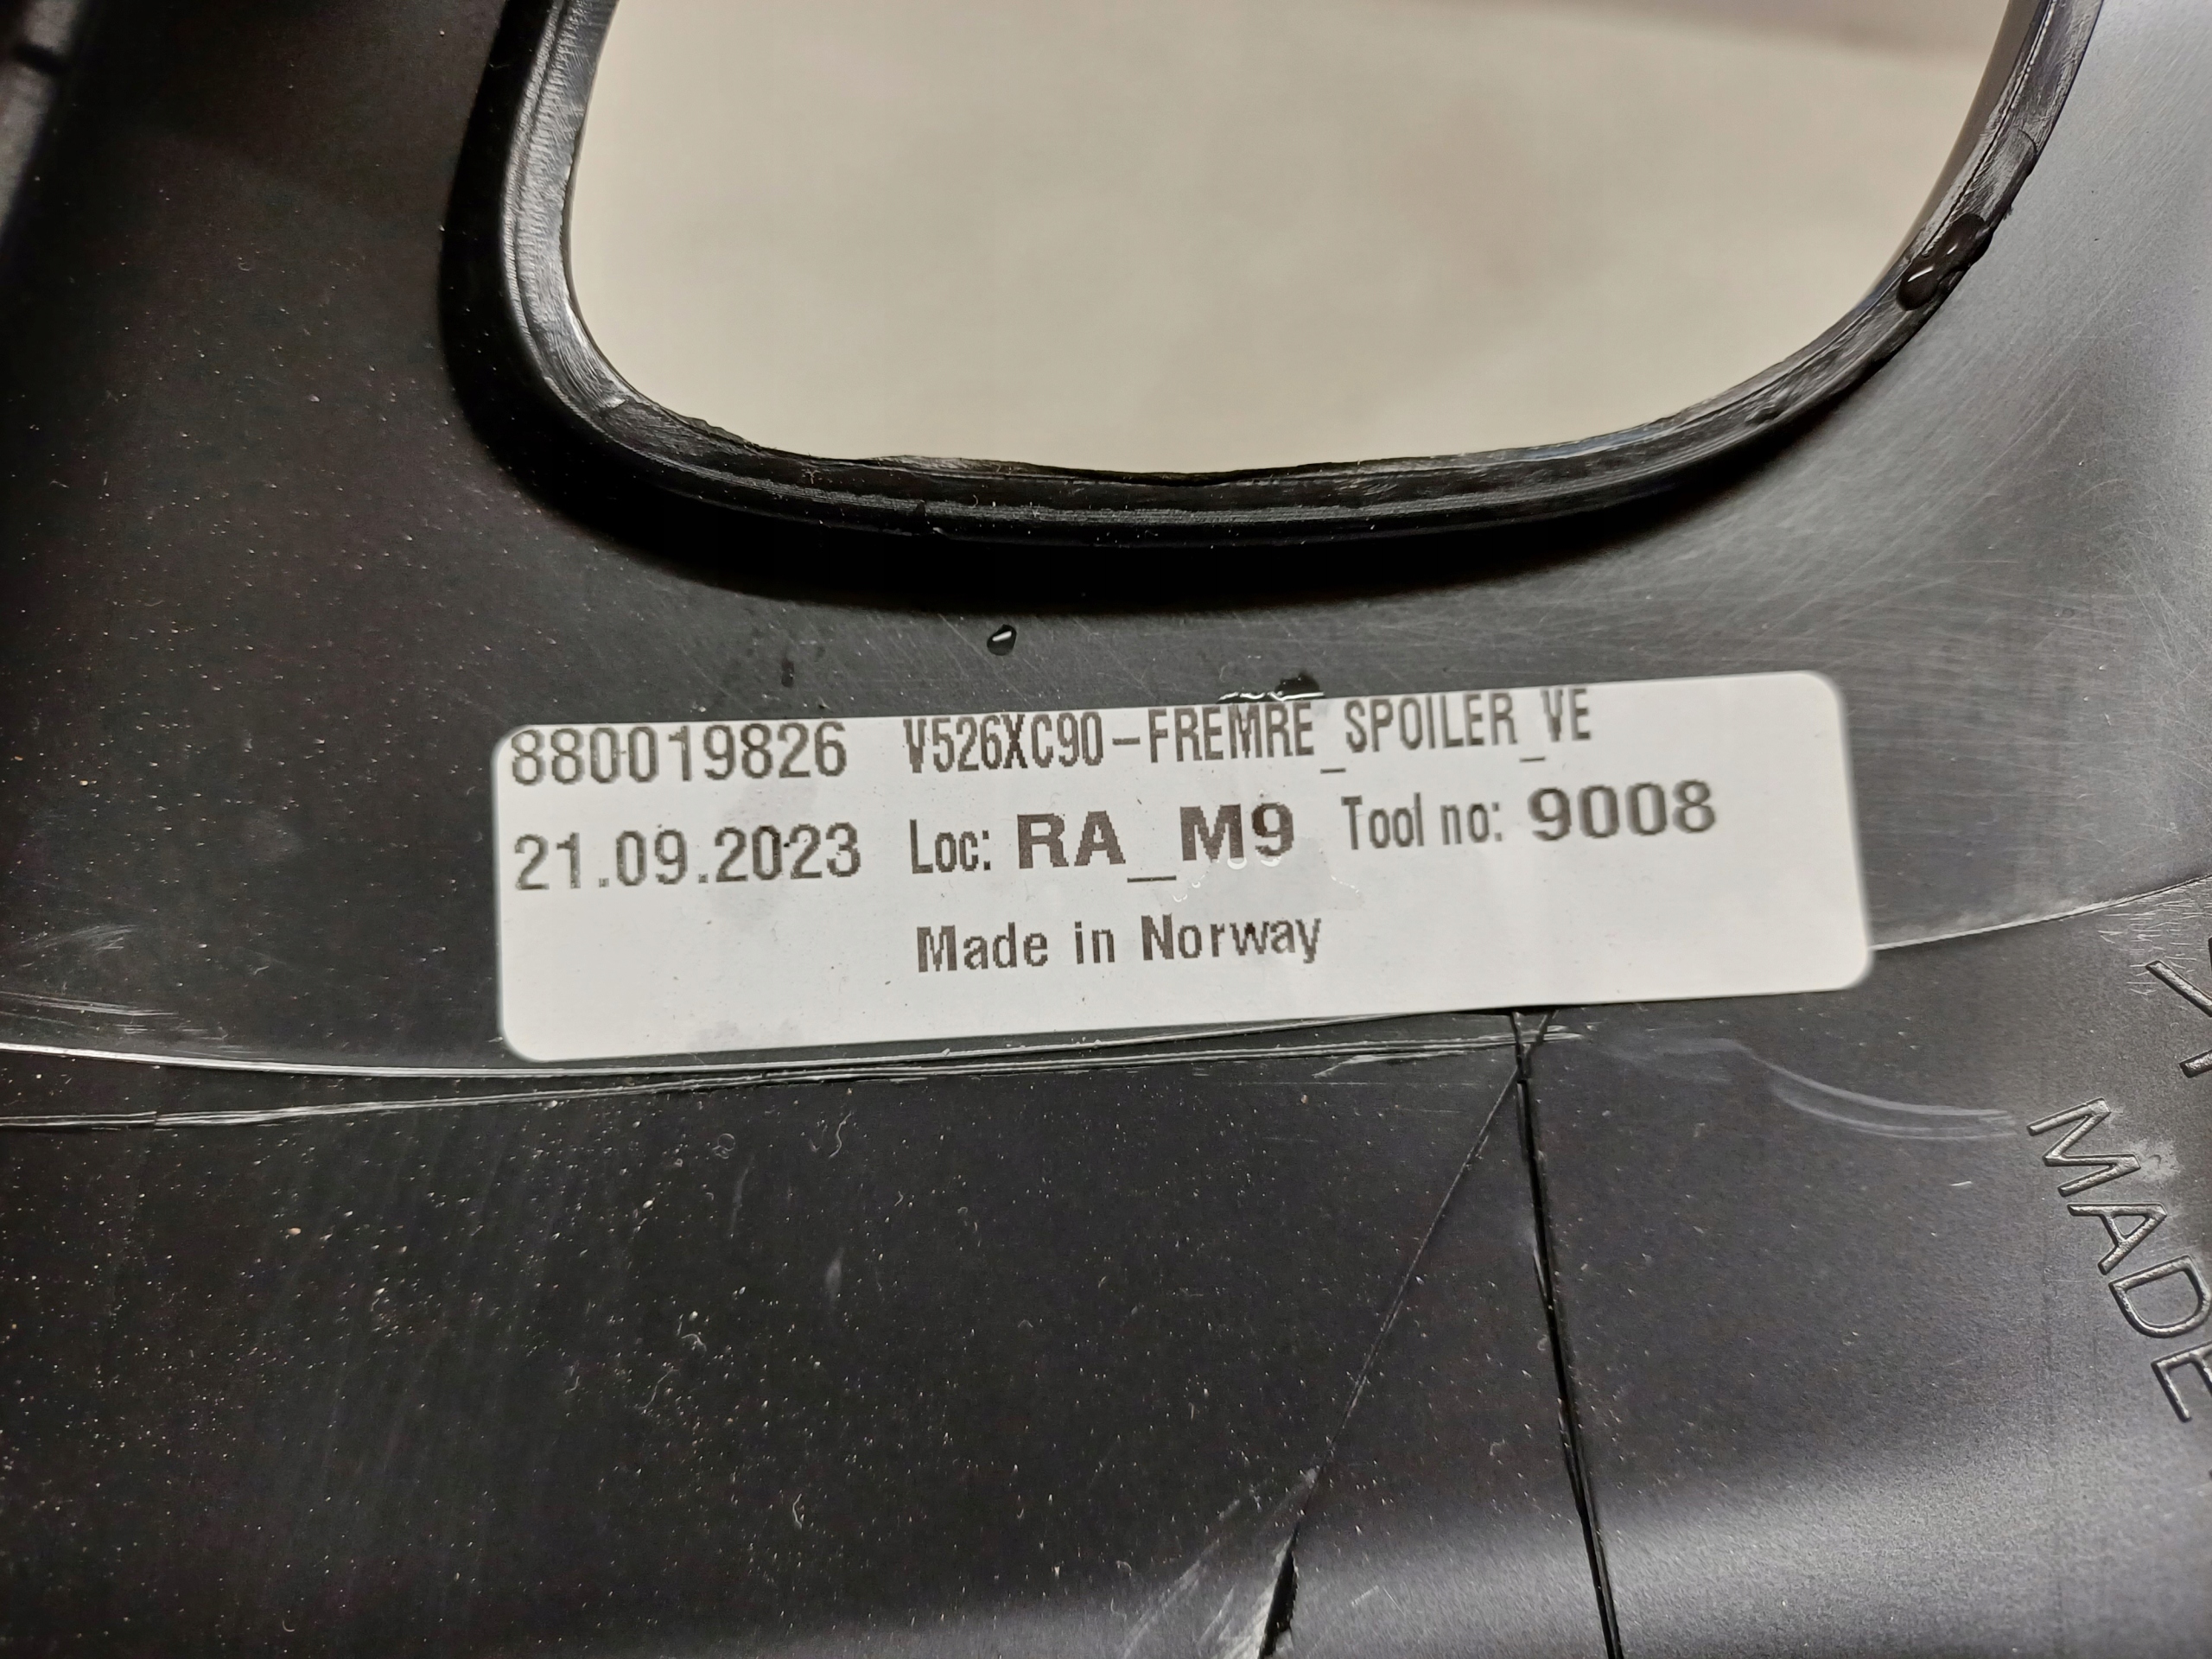 880019826 V526XC90-FREMRE_SPOILER_VE
21.09.2023 Loc: RA_M9 Tool no: 9008
Made in Norway
MADE